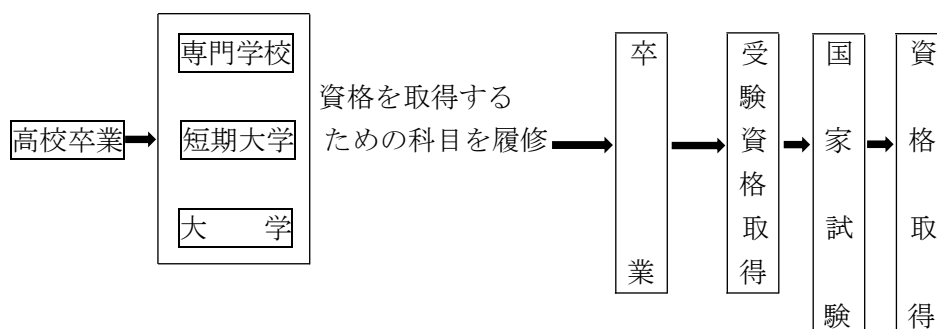 高校卒業
専門学校
短期大学
大　学
資格を取得する
ための科目を履修
卒業
受験資格取得
国家試験
資格取得